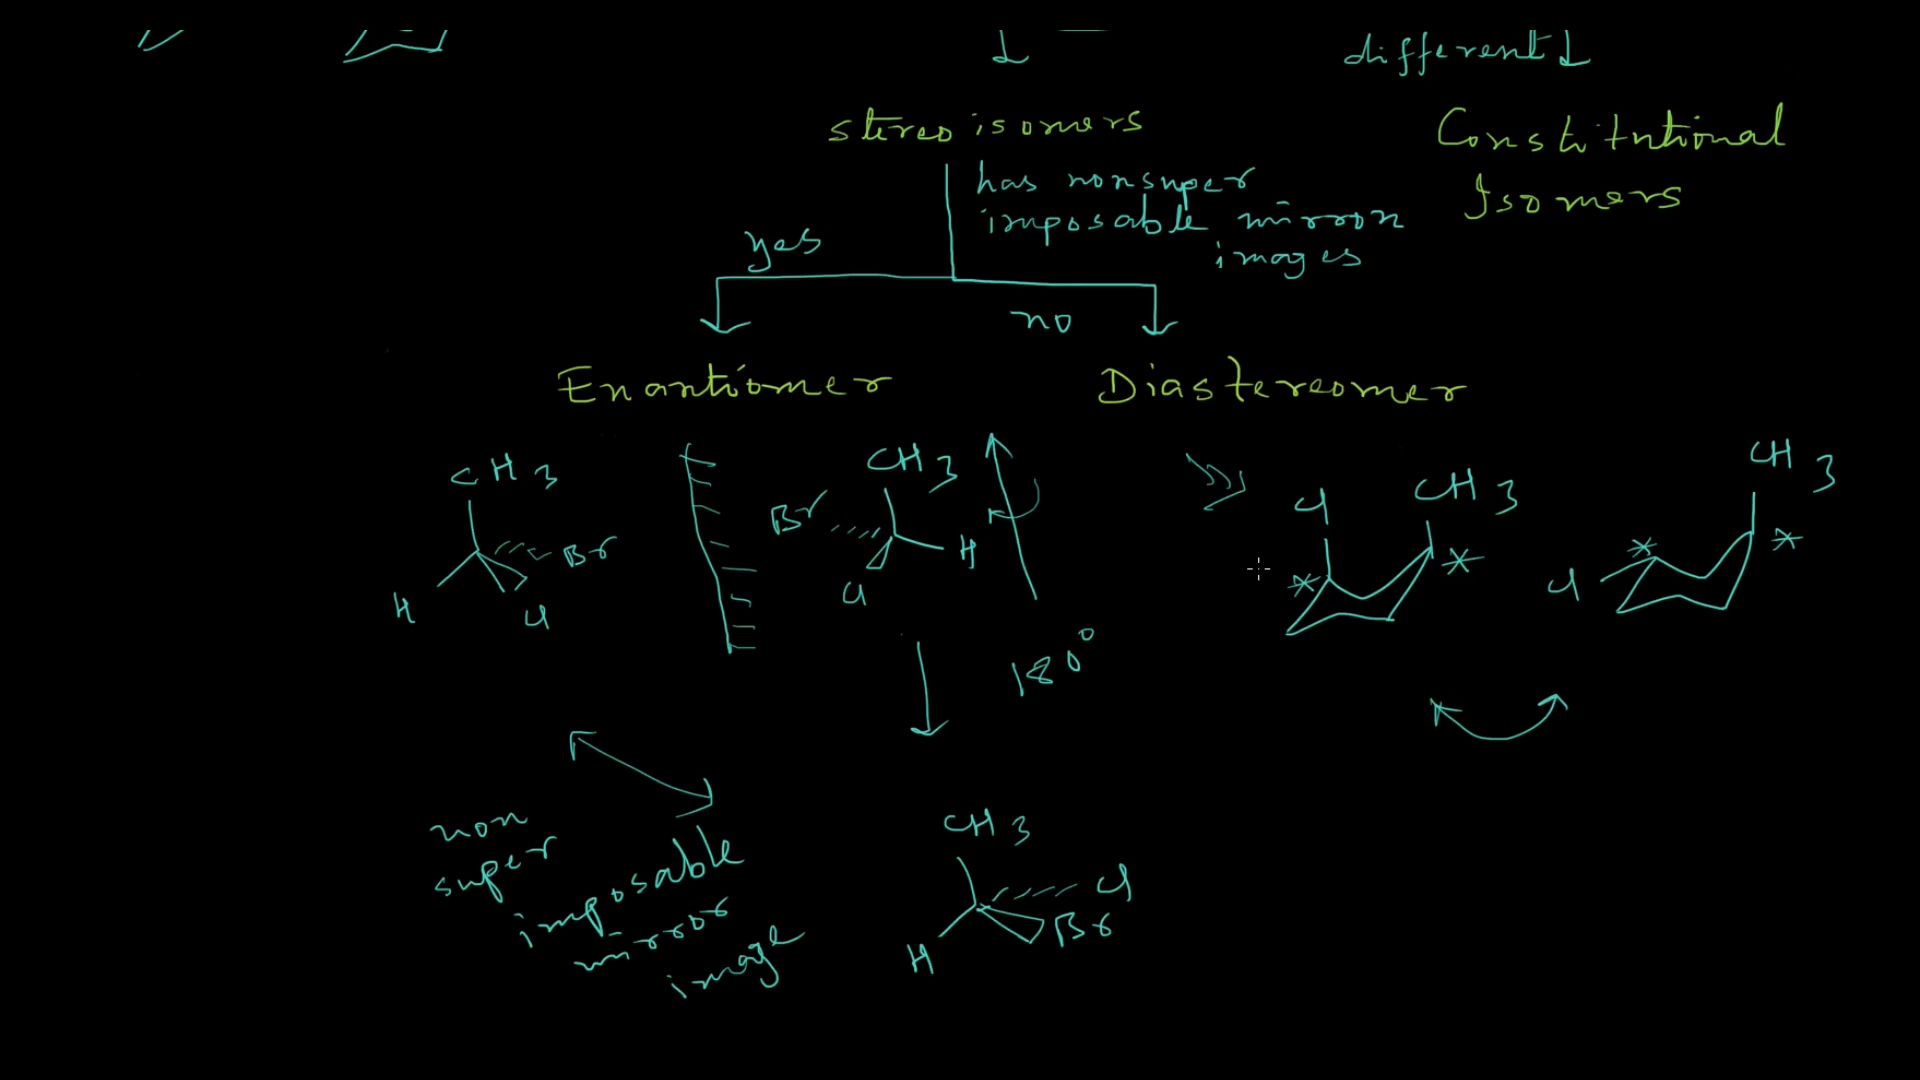 different
stereoisomers
Constitutional
Isomers
has nonsuper
imposable mirror
images
yes
no
Enantiomer
Diastereomer
CH3
Br
Cl
H
CH3
Br
H
Cl
180°
Cl
CH3
*
*
CH3
*
*
Cl
non
super
imposable
mirror
image
CH3
Cl
Br
H